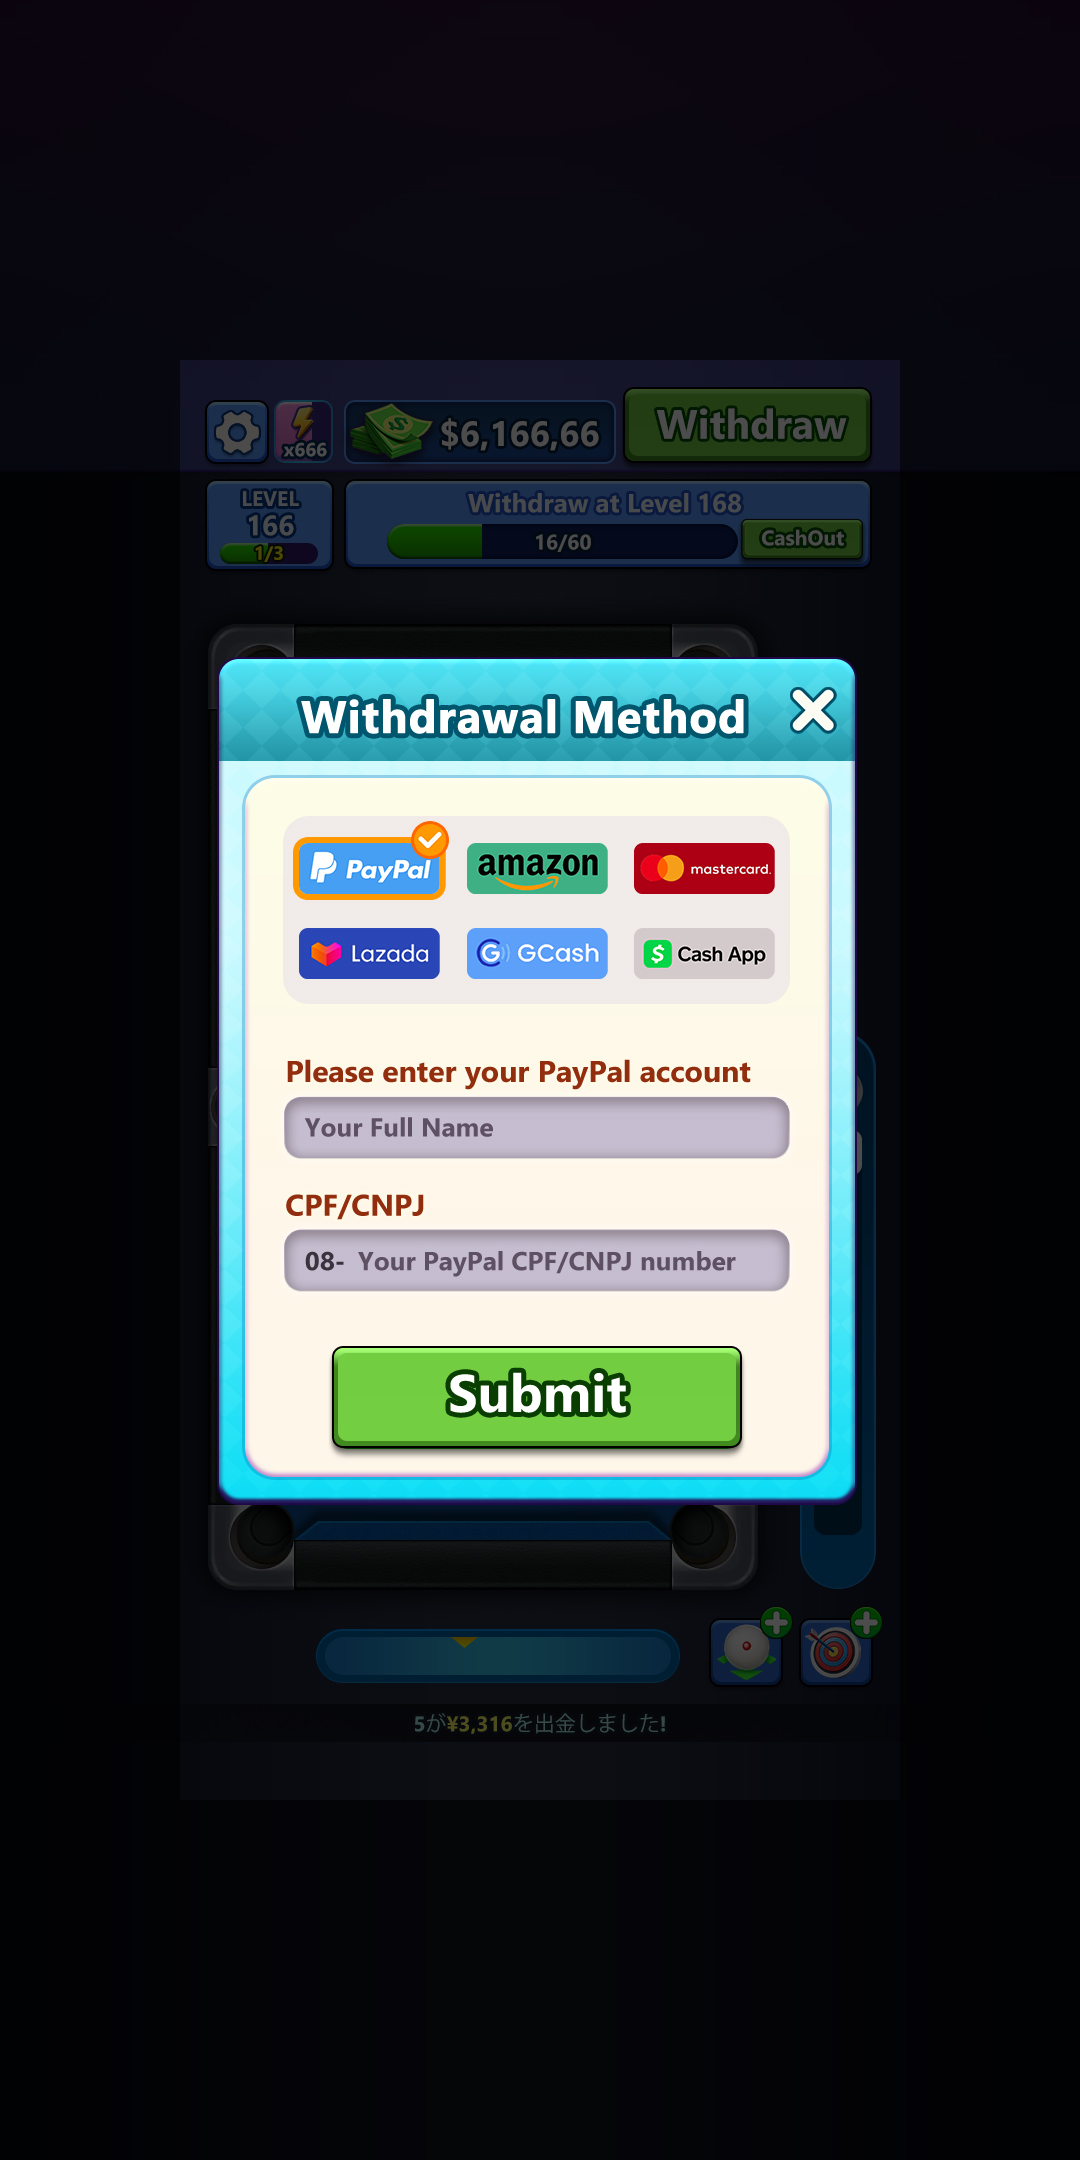 x666
$6,166,66
Withdraw
LEVEL
166
1/3
Withdraw at Level 168
16/60
CashOut
Withdrawal Method
PayPal
amazon
mastercard.
Lazada
GCash
Cash App
Please enter your PayPal account
Your Full Name
CPF/CNPJ
08- Your PayPal CPF/CNPJ number
Submit
5が¥3,316を出金しました!